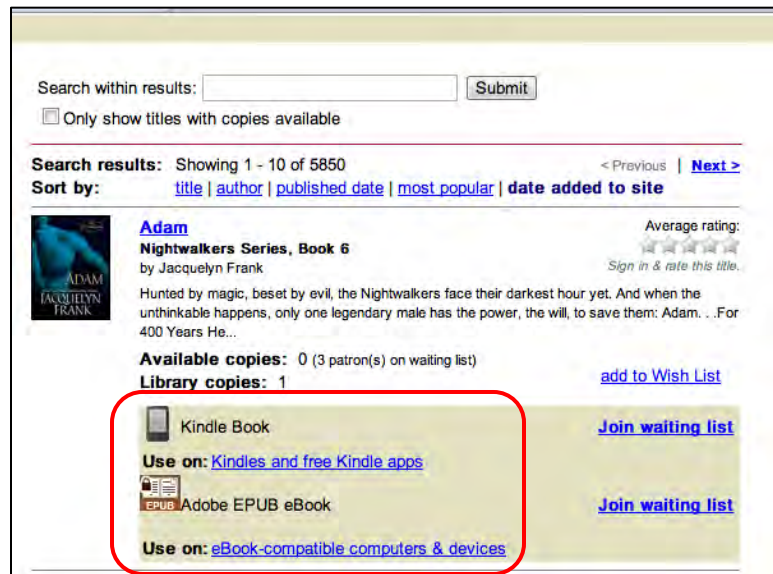 Search within results: Submit
Only show titles with copies available
Search results: Showing 1 - 10 of 5850 < Previous | Next >
Sort by: title | author | published date | most popular | date added to site
Adam Average rating:
Nightwalkers Series, Book 6
by Jacquelyn Frank Sign in & rate this title.
ADAM
JACQUELYN
FRANK
Hunted by magic, beset by evil, the Nightwalkers face their darkest hour yet. And when the
unthinkable happens, only one legendary male has the power, the will, to save them: Adam. . .For
400 Years He...
Available copies: 0 (3 patron(s) on waiting list)
Library copies: 1 add to Wish List
Kindle Book Join waiting list
Use on: Kindles and free Kindle apps
EPUB Adobe EPUB eBook Join waiting list
Use on: eBook-compatible computers & devices